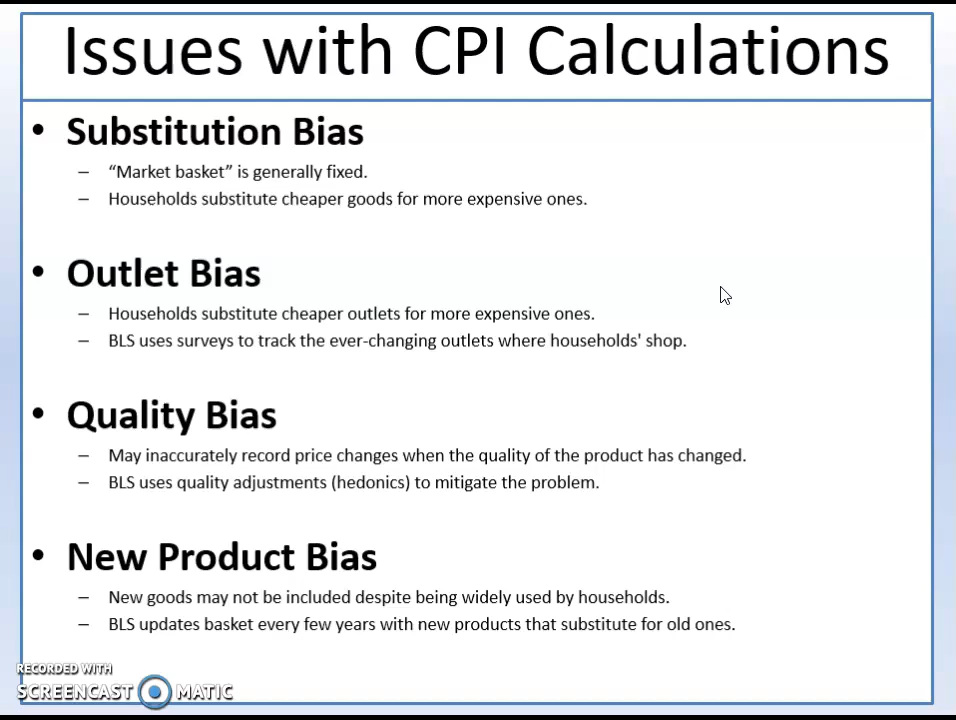 Issues with CPI Calculations
• Substitution Bias
– “Market basket” is generally fixed.
– Households substitute cheaper goods for more expensive ones.
• Outlet Bias
– Households substitute cheaper outlets for more expensive ones.
– BLS uses surveys to track the ever-changing outlets where households' shop.
• Quality Bias
– May inaccurately record price changes when the quality of the product has changed.
– BLS uses quality adjustments (hedonics) to mitigate the problem.
• New Product Bias
– New goods may not be included despite being widely used by households.
– BLS updates basket every few years with new products that substitute for old ones.
RECORDED WITH
SCREENCAST MATIC